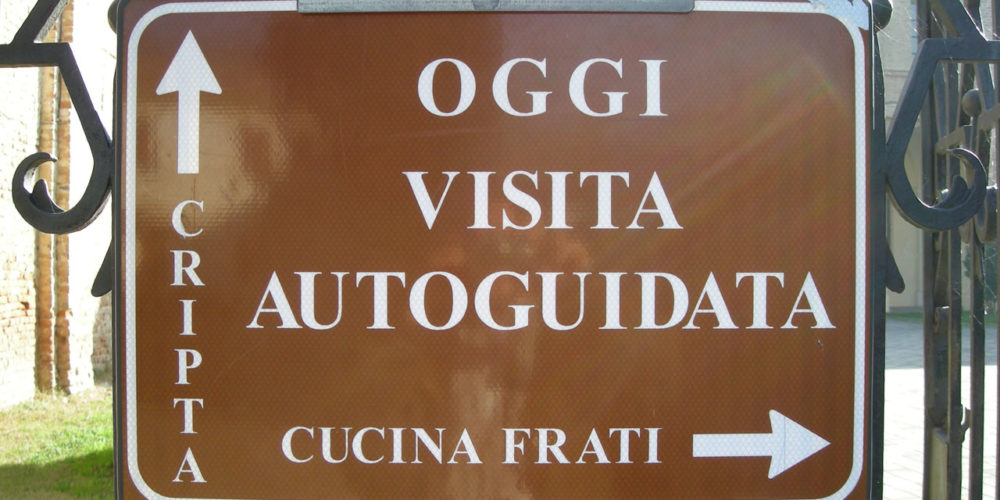 OGGI
VISITA
AUTOGUIDATA
CRIPTA
CUCINA FRATI